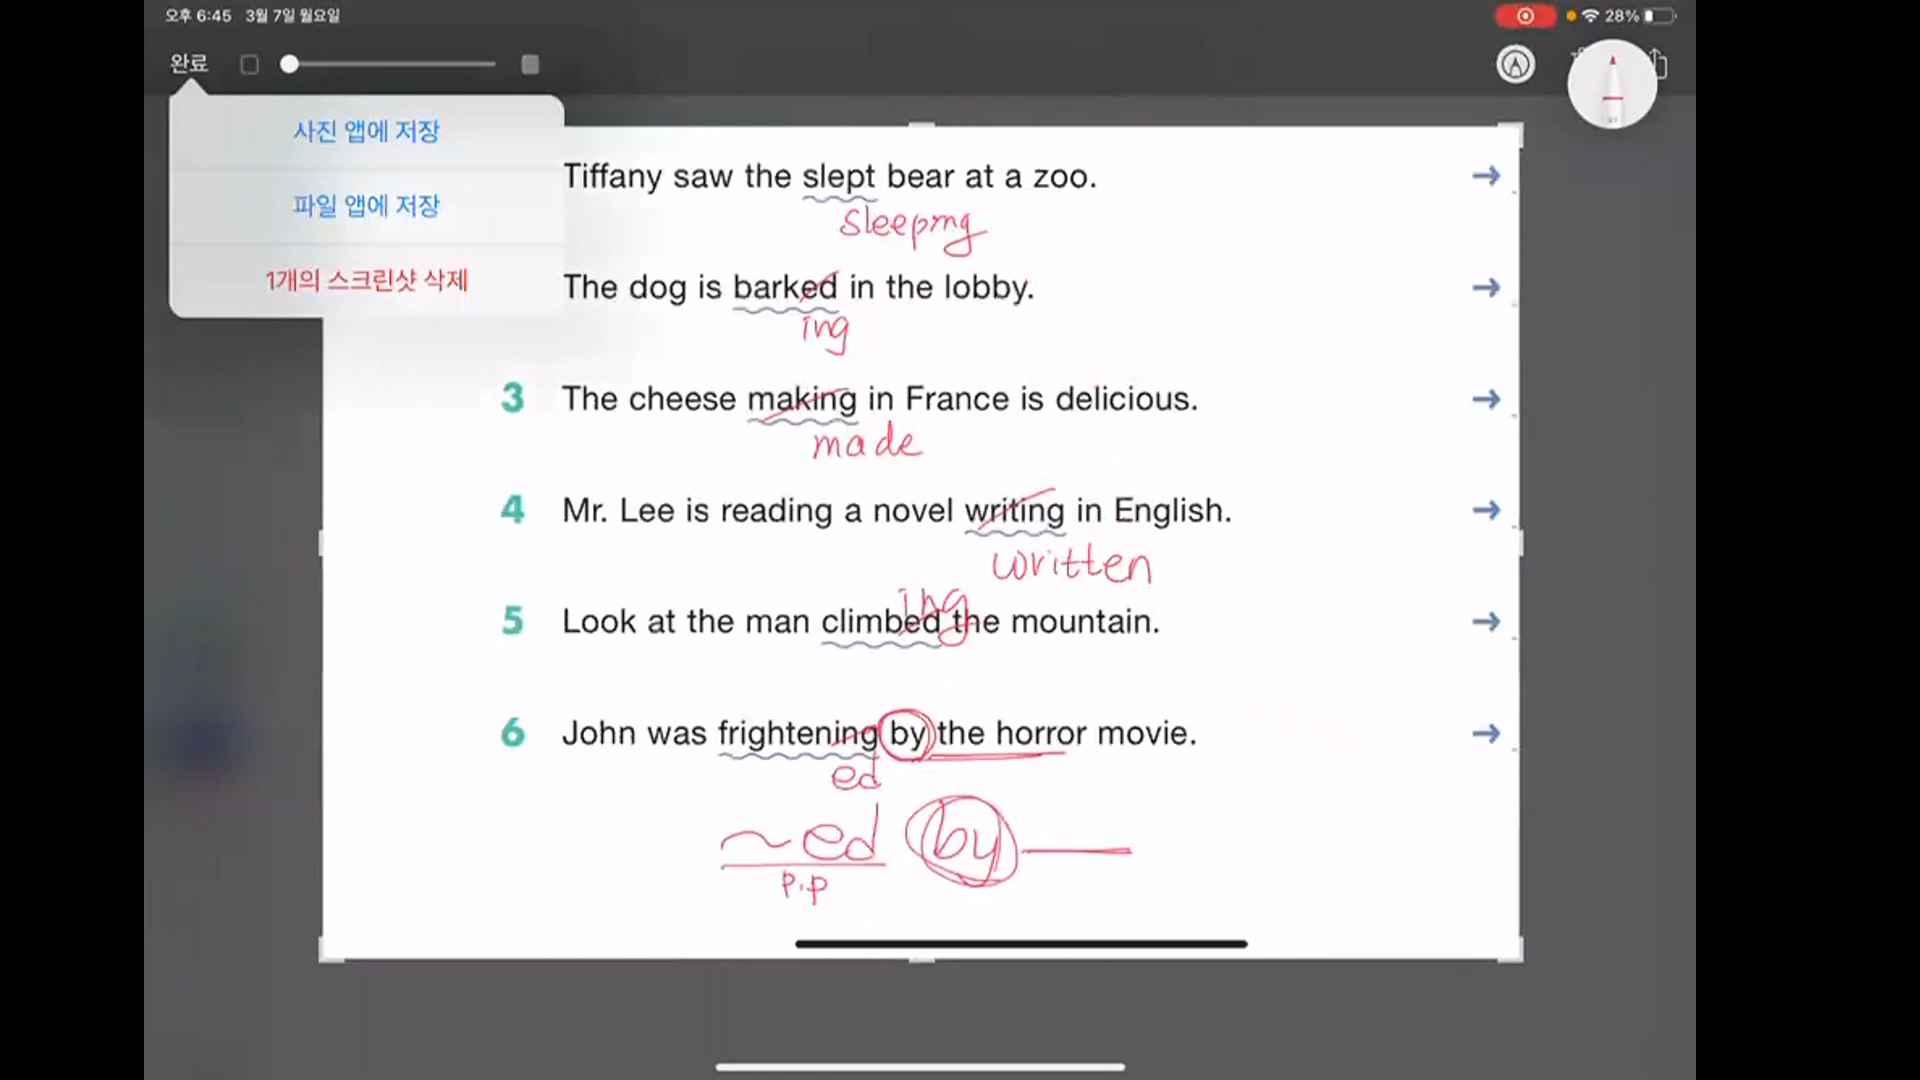 오후 6:45 3월 7일 월요일
28%
완료
사진 앱에 저장
파일 앱에 저장
1개의 스크린샷 삭제
Tiffany saw the slept bear at a zoo. →
sleeping
The dog is barked in the lobby. →
ing
3 The cheese making in France is delicious. →
made
4 Mr. Lee is reading a novel writing in English. →
written
ing
5 Look at the man climbed the mountain. →
6 John was frightening by the horror movie. →
ed
~ed by
p.p